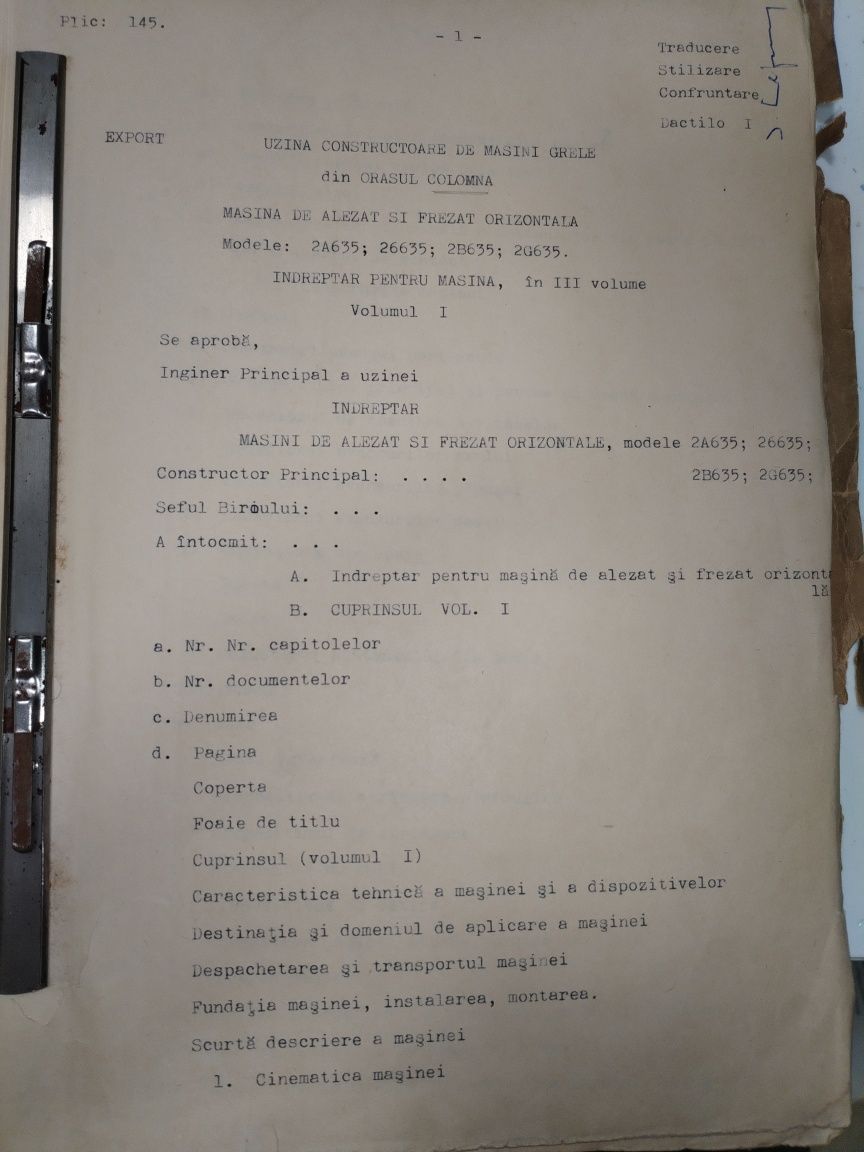 Plic: 145.
- 1 -
Traducere
Stilizare
Confruntare
Dactilo I
EXPORT
UZINA CONSTRUCTOARE DE MASINI GRELE
din ORASUL COLOMNA
MASINA DE ALEZAT SI FREZAT ORIZONTALA
Modele: 2A635; 26635; 2B635; 2G635.
INDREPTAR PENTRU MASINA, în III volume
Volumul I
Se aprobă,
Inginer Principal a uzinei
INDREPTAR
MASINI DE ALEZAT SI FREZAT ORIZONTALE, modele 2A635; 26635;
Constructor Principal: . . . . 2B635; 2G635;
Seful Biroului: . . .
A întocmit: . . .
A. Indreptar pentru maşină de alezat şi frezat orizonta
lă
B. CUPRINSUL VOL. I
a. Nr. Nr. capitolelor
b. Nr. documentelor
c. Denumirea
d. Pagina
Coperta
Foaie de titlu
Cuprinsul (volumul I)
Caracteristica tehnică a maşinei şi a dispozitivelor
Destinaţia şi domeniul de aplicare a maşinei
Despachetarea şi transportul maşinei
Fundaţia maşinei, instalarea, montarea.
Scurtă descriere a maşinei
1. Cinematica maşinei